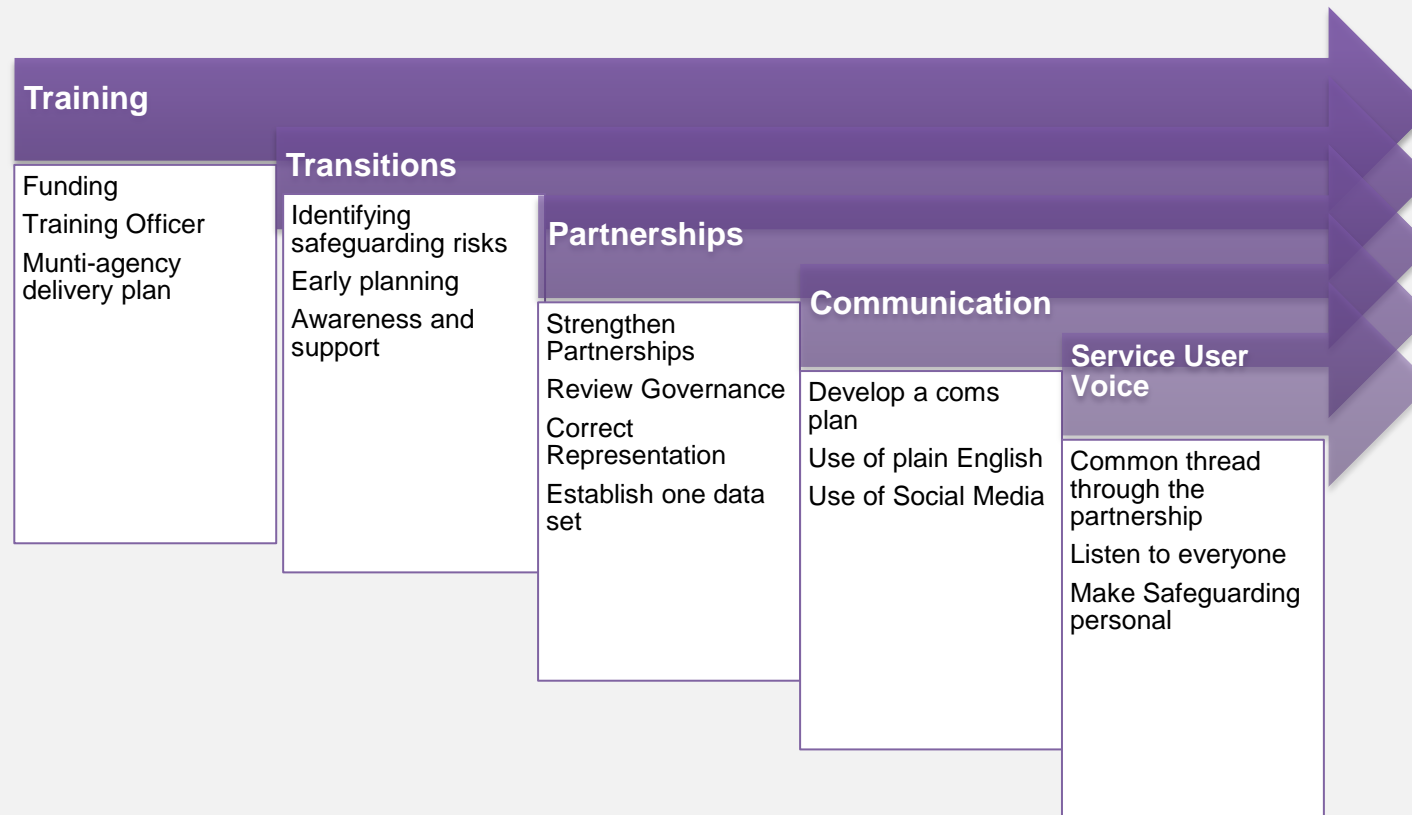 Training
Funding
Training Officer
Munti-agency
delivery plan
Transitions
Identifying
safeguarding risks
Early planning
Awareness and
support
Partnerships
Strengthen
Partnerships
Review Governance
Correct
Representation
Establish one data
set
Communication
Develop a coms
plan
Use of plain English
Use of Social Media
Service User
Voice
Common thread
through the
partnership
Listen to everyone
Make Safeguarding
personal